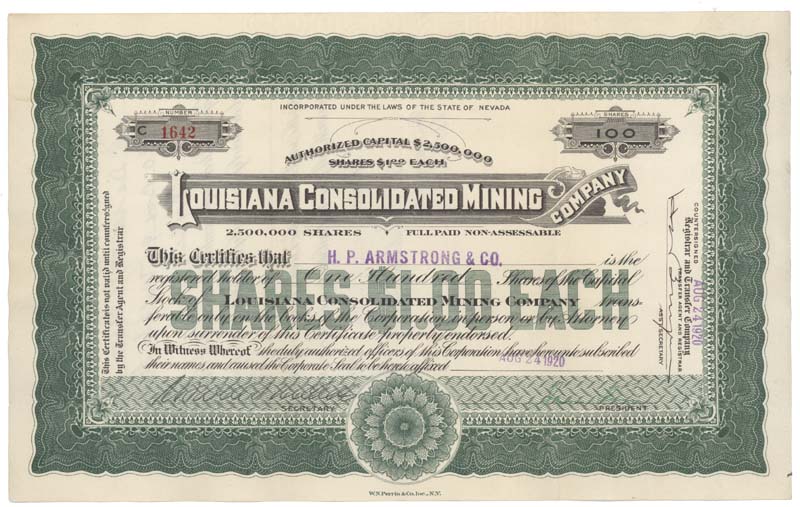 INCORPORATED UNDER THE LAWS OF THE STATE OF NEVADA
NUMBER
C 1642
SHARES
100
AUTHORIZED CAPITAL $2,500,000
SHARES $1.00 EACH
LOUISIANA CONSOLIDATED MINING COMPANY
2,500,000 SHARES FULL PAID NON-ASSESSABLE
This Certifies that H. P. ARMSTRONG & CO. is the
registered holder of One Hundred Shares of the Capital
Stock of LOUISIANA CONSOLIDATED MINING COMPANY trans-
ferable only on the books of the Corporation in person or by Attorney
upon surrender of this Certificate properly endorsed.
SHARES $1.00 EACH
In Witness Whereof the duly authorized officers of this Corporation have hereunto subscribed
their names and caused the Corporate Seal to be hereto affixed AUG 24 1920
SECRETARY
PRESIDENT
This Certificate is not valid until countersigned
by the Transfer Agent and Registrar
COUNTERSIGNED AUG 24 1920
Registrar and Transfer Company
TRANSFER AGENT AND REGISTRAR
ASST SECRETARY
W.N. Perrin & Co., Inc., N.Y.